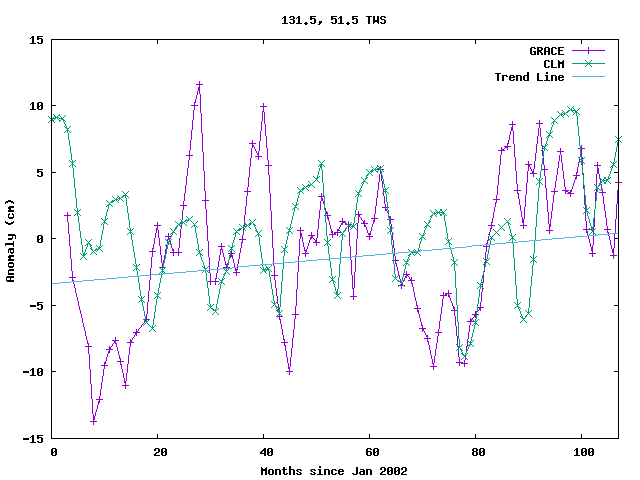 131.5, 51.5 TWS
GRACE
CLM
Trend Line
15
10
5
0
-5
-10
-15
Anomaly (cm)
0 20 40 60 80 100
Months since Jan 2002